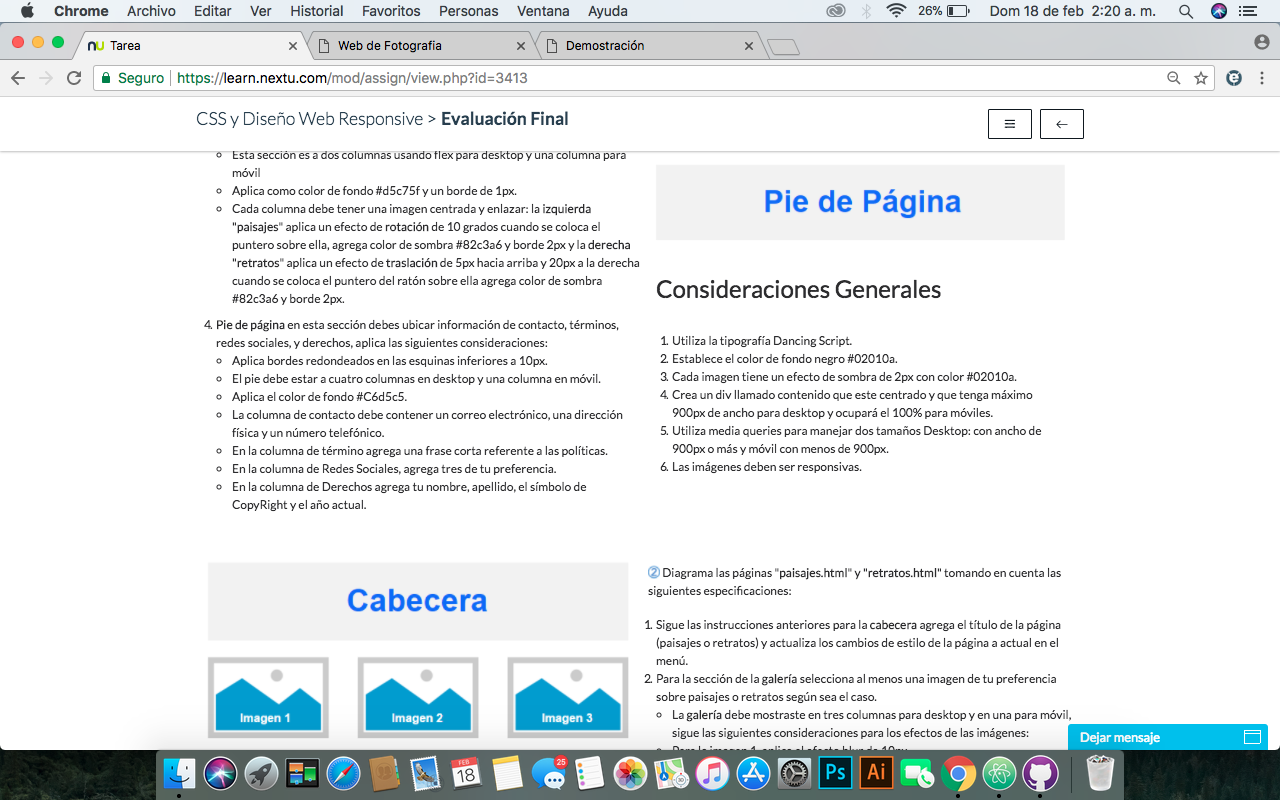 Chrome Archivo Editar Ver Historial Favoritos Personas Ventana Ayuda 26% Dom 18 de feb 2:20 a. m.
nu Tarea
Web de Fotografia
Demostración
Seguro https://learn.nextu.com/mod/assign/view.php?id=3413
CSS y Diseño Web Responsive > Evaluación Final
Esta sección es a dos columnas usando flex para desktop y una columna para
móvil
Aplica como color de fondo #d5c75f y un borde de 1px.
Cada columna debe tener una imagen centrada y enlazar: la izquierda
"paisajes" aplica un efecto de rotación de 10 grados cuando se coloca el
puntero sobre ella, agrega color de sombra #82c3a6 y borde 2px y la derecha
"retratos" aplica un efecto de traslación de 5px hacia arriba y 20px a la derecha
cuando se coloca el puntero del ratón sobre ella agrega color de sombra
#82c3a6 y borde 2px.
4. Pie de página en esta sección debes ubicar información de contacto, términos,
redes sociales, y derechos, aplica las siguientes consideraciones:
Aplica bordes redondeados en las esquinas inferiores a 10px.
El pie debe estar a cuatro columnas en desktop y una columna en móvil.
Aplica el color de fondo #C6d5c5.
La columna de contacto debe contener un correo electrónico, una dirección
física y un número telefónico.
En la columna de término agrega una frase corta referente a las políticas.
En la columna de Redes Sociales, agrega tres de tu preferencia.
En la columna de Derechos agrega tu nombre, apellido, el símbolo de
CopyRight y el año actual.
Pie de Página
Consideraciones Generales
1. Utiliza la tipografía Dancing Script.
2. Establece el color de fondo negro #02010a.
3. Cada imagen tiene un efecto de sombra de 2px con color #02010a.
4. Crea un div llamado contenido que este centrado y que tenga máximo
900px de ancho para desktop y ocupará el 100% para móviles.
5. Utiliza media queries para manejar dos tamaños Desktop: con ancho de
900px o más y móvil con menos de 900px.
6. Las imágenes deben ser responsivas.
Cabecera
Imagen 1
Imagen 2
Imagen 3
② Diagrama las páginas "paisajes.html" y "retratos.html" tomando en cuenta las
siguientes especificaciones:
1. Sigue las instrucciones anteriores para la cabecera agrega el título de la página
(paisajes o retratos) y actualiza los cambios de estilo de la página a actual en el
menú.
2. Para la sección de la galería selecciona al menos una imagen de tu preferencia
sobre paisajes o retratos según sea el caso.
La galería debe mostraste en tres columnas para desktop y en una para móvil,
sigue las siguientes consideraciones para los efectos de las imágenes:
Para la imagen 1, aplica el efecto blur de 10px
Dejar mensaje
FEB
18
25
Ps
Ai